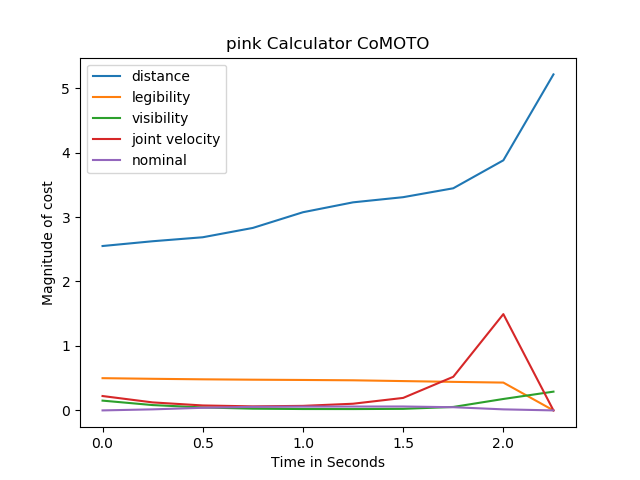 pink Calculator CoMOTO
distance
legibility
visibility
joint velocity
nominal
Magnitude of cost
5
4
3
2
1
0
0.0 0.5 1.0 1.5 2.0
Time in Seconds